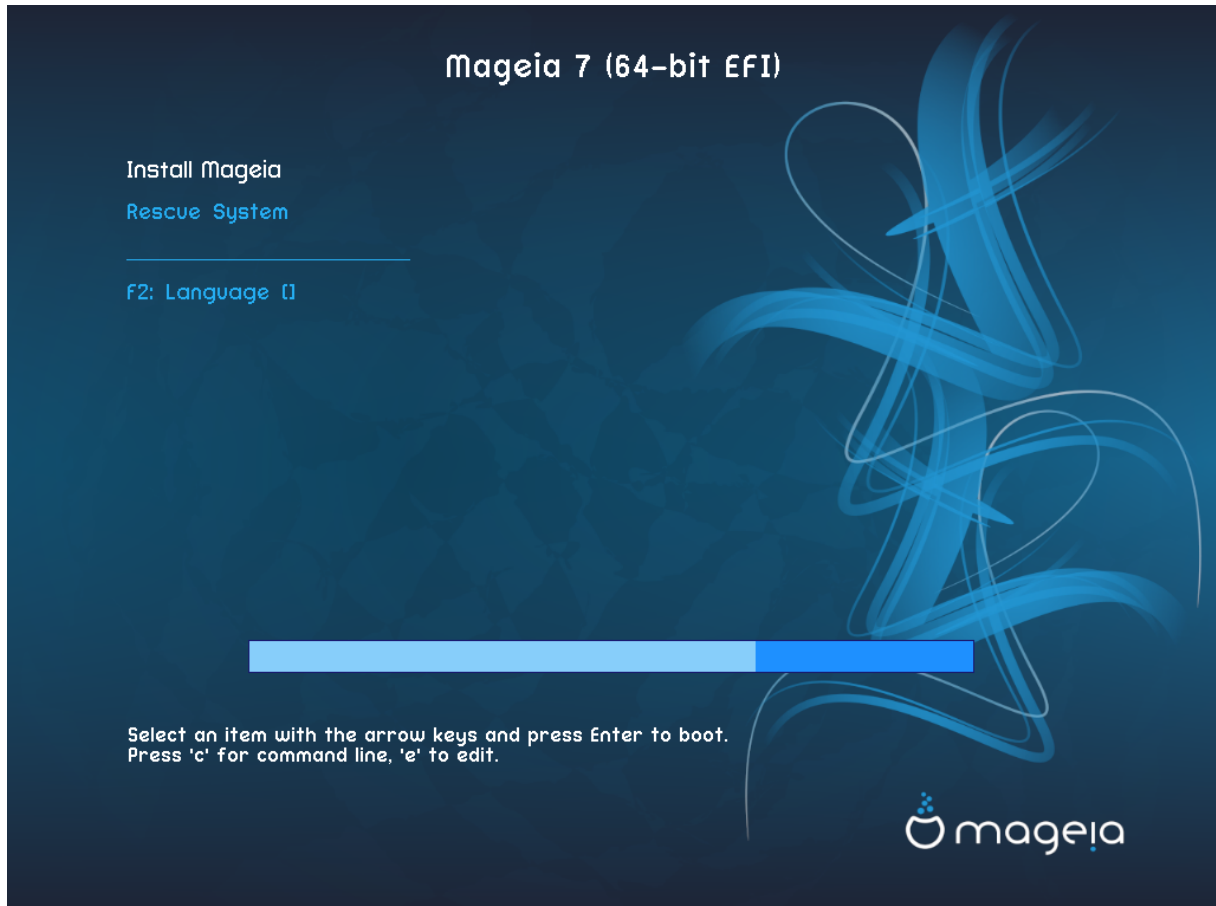 Mageia 7 (64-bit EFI)
Install Mageia
Rescue System
F2: Language []
Select an item with the arrow keys and press Enter to boot.
Press 'c' for command line, 'e' to edit.
mageia